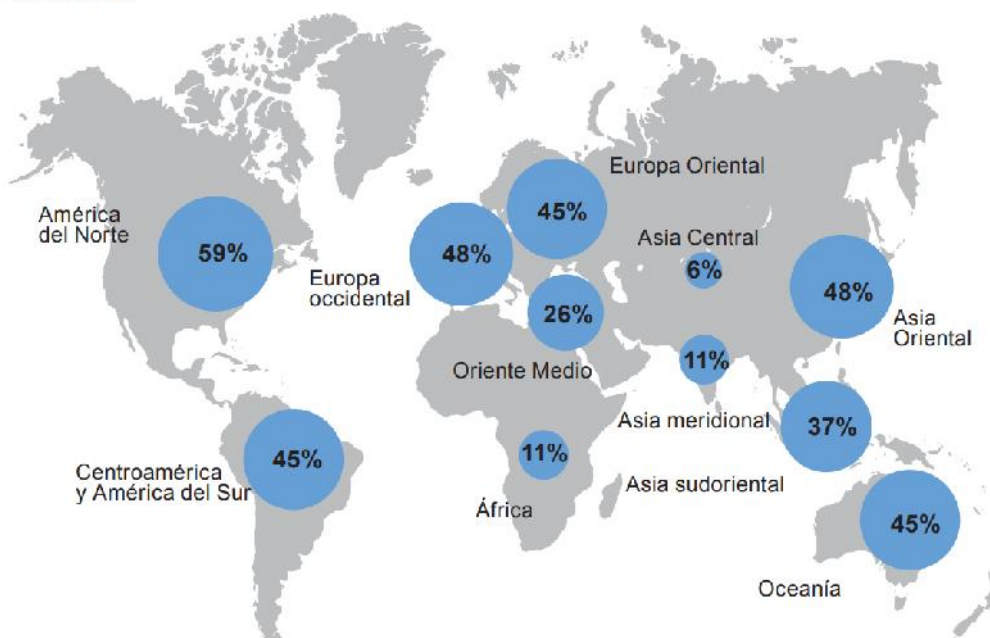 Europa Oriental
América
del Norte
45%
Asia Central
59%
Europa
occidental
48%
6%
48%
26%
Asia
Oriental
Oriente Medio
11%
Asia meridional
37%
45%
11%
Centroamérica
y América del Sur
África
Asia sudoriental
45%
Oceanía